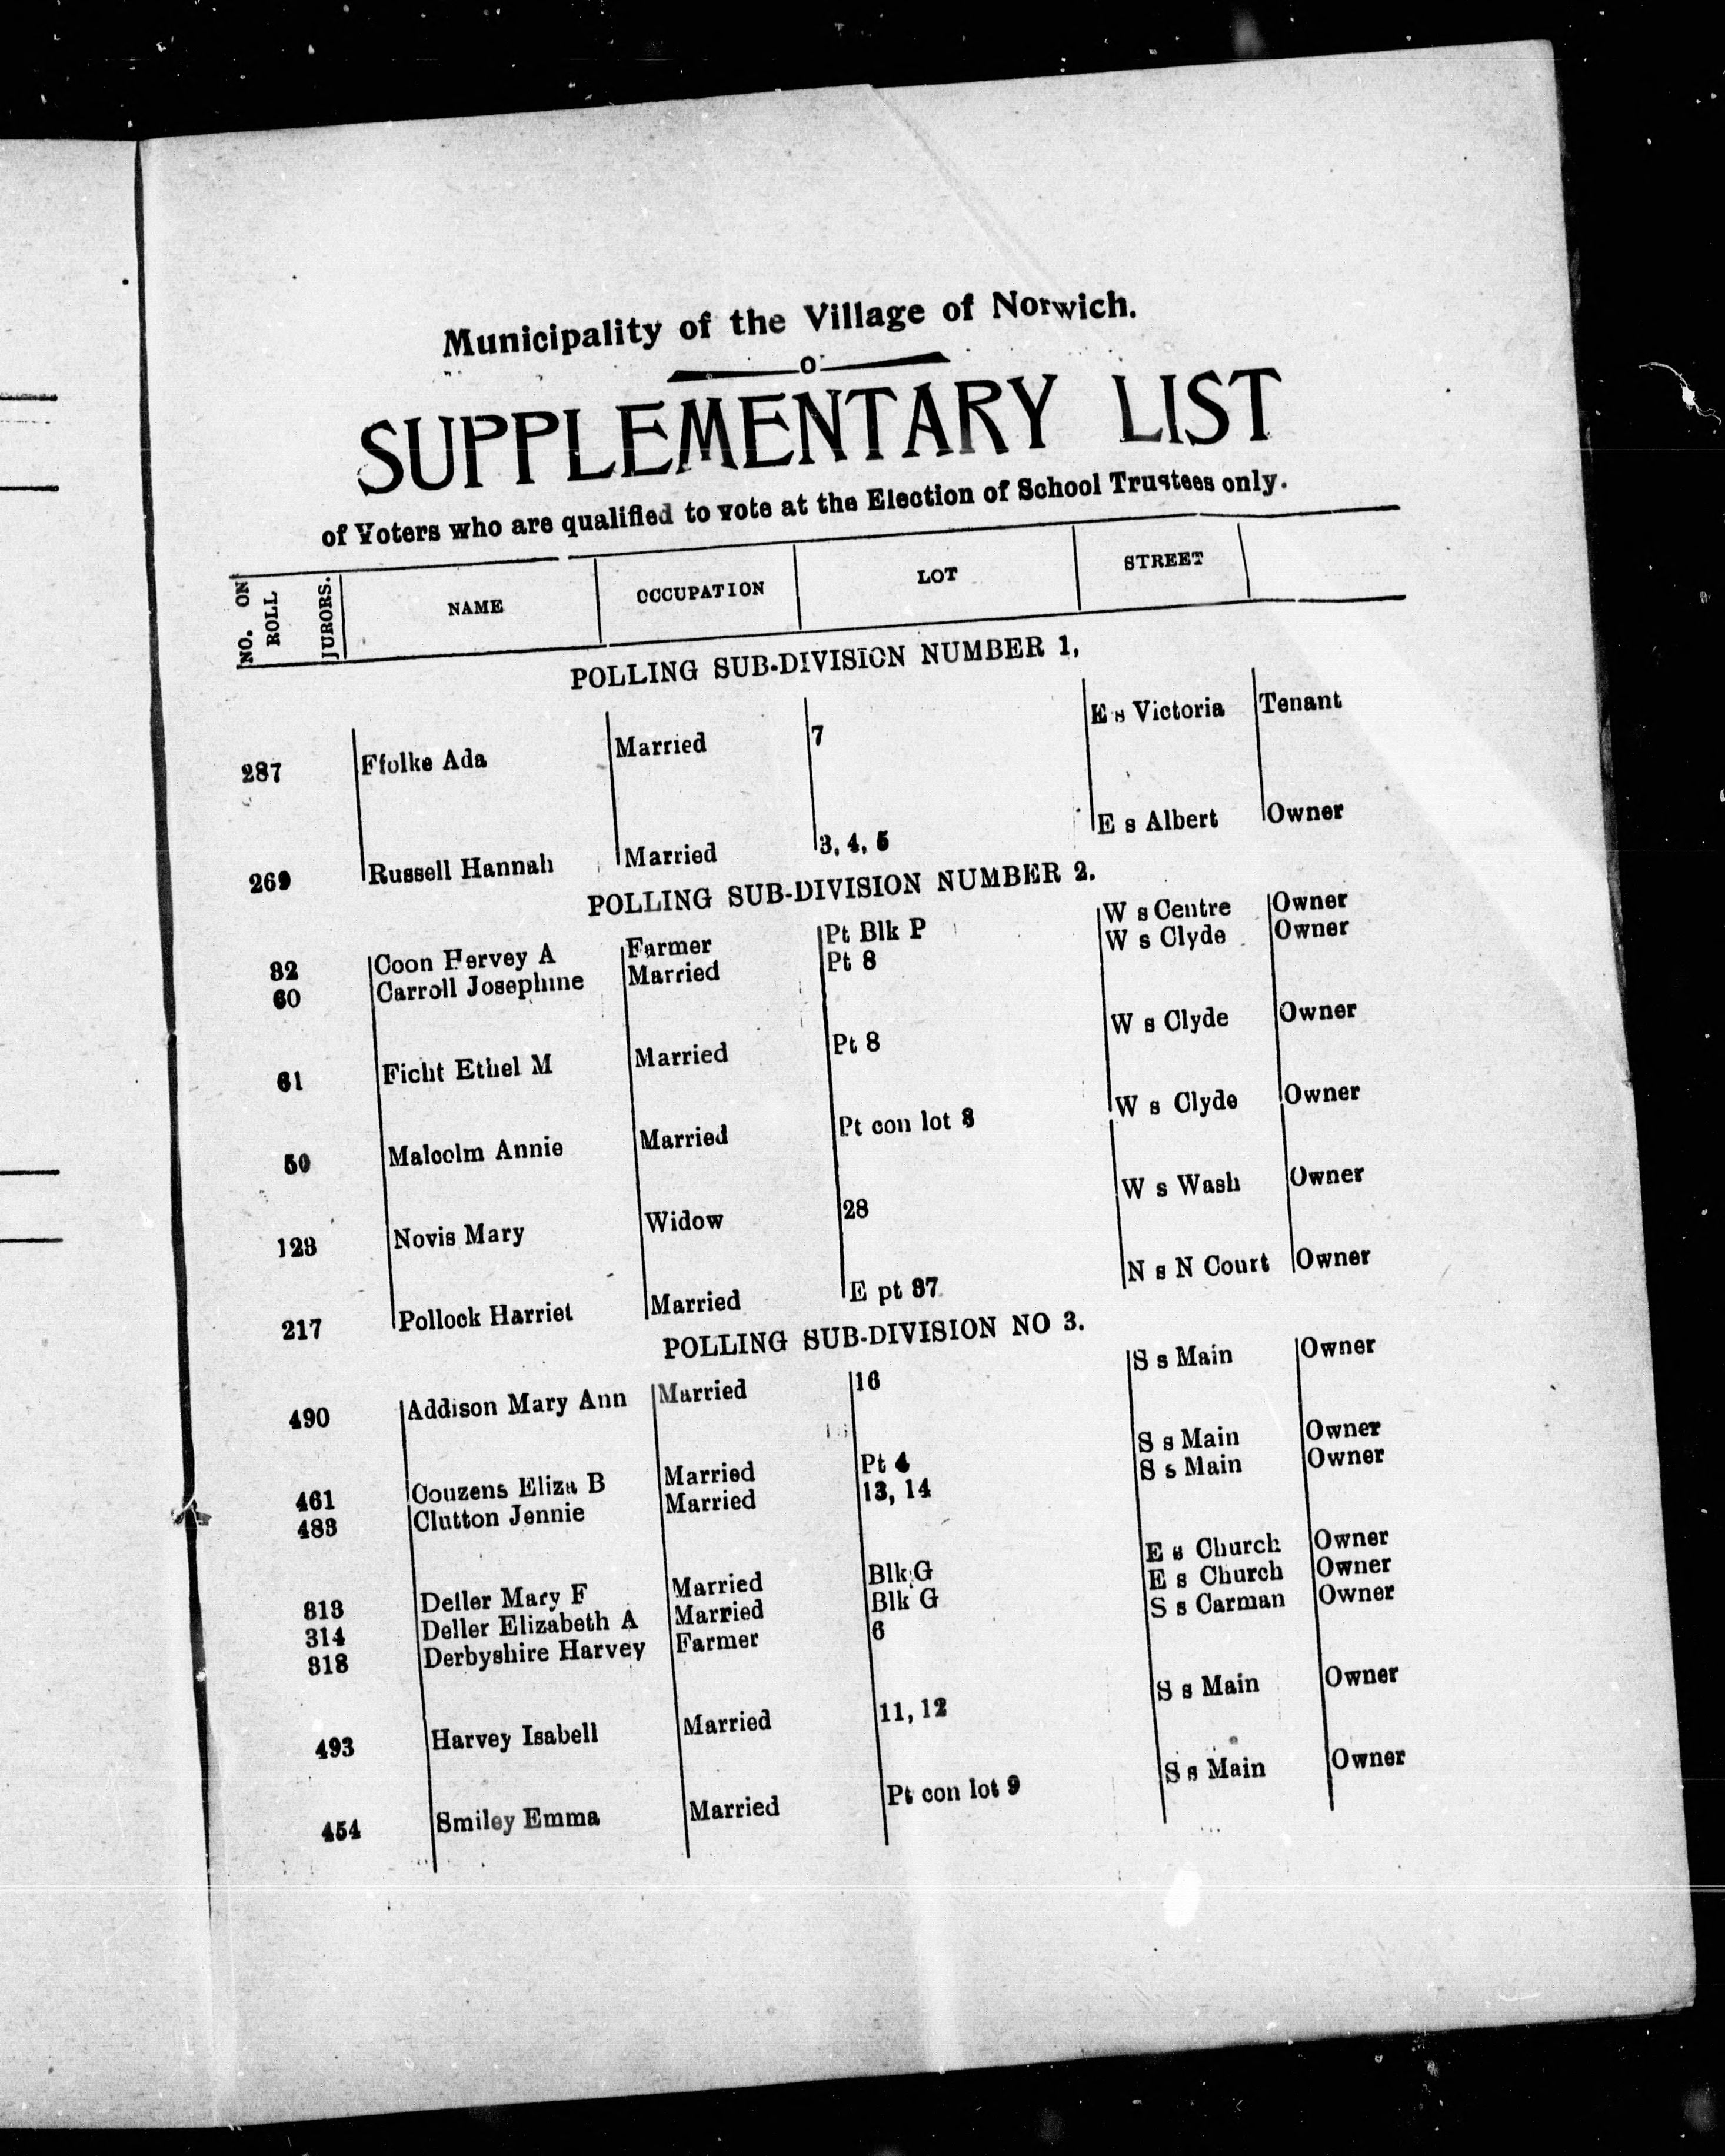 Municipality of the Village of Norwich.
o
SUPPLEMENTARY LIST
of Voters who are qualified to vote at the Election of School Trustees only.
NO. ON ROLL JURORS. NAME OCCUPATION LOT STREET
POLLING SUB-DIVISION NUMBER 1,
287 Ffolke Ada Married 7 E s Victoria Tenant
269 Russell Hannah Married 3, 4, 5 E s Albert Owner
POLLING SUB-DIVISION NUMBER 2.
82 Coon Hervey A Farmer Pt Blk P W s Centre Owner
60 Carroll Josephine Married Pt 8 W s Clyde Owner
61 Ficht Ethel M Married Pt 8 W s Clyde Owner
50 Malcolm Annie Married Pt con lot 8 W s Clyde Owner
123 Novis Mary Widow 28 W s Wash Owner
217 Pollock Harriet Married E pt 37 N s N Court Owner
POLLING SUB-DIVISION NO 3.
490 Addison Mary Ann Married 16 S s Main Owner
461 Couzens Eliza B Married Pt 4 S s Main Owner
483 Clutton Jennie Married 13, 14 S s Main Owner
313 Deller Mary F Married Blk G E s Church Owner
314 Deller Elizabeth A Married Blk G E s Church Owner
318 Derbyshire Harvey Farmer 6 S s Carman Owner
493 Harvey Isabell Married 11, 12 S s Main Owner
454 Smiley Emma Married Pt con lot 9 S s Main Owner